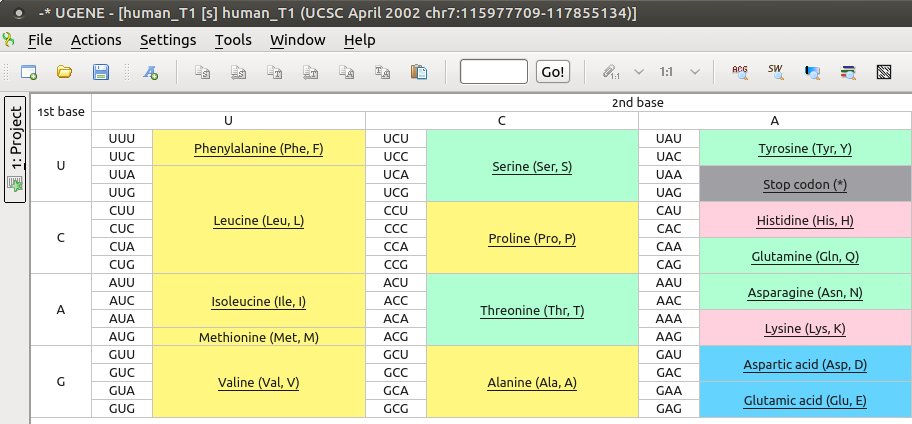 -* UGENE - [human_T1 [s] human_T1 (UCSC April 2002 chr7:115977709-117855134)]
File Actions Settings Tools Window Help
Go! 1:1 1:1 ACG SW
1: Project
1st base 2nd base
U C A
U UUU Phenylalanine (Phe, F) UCU Serine (Ser, S) UAU Tyrosine (Tyr, Y)
UUC UCC UAC
UUA Leucine (Leu, L) UCA UAA Stop codon (*)
UUG UCG UAG
C CUU CCU Proline (Pro, P) CAU Histidine (His, H)
CUC CCC CAC
CUA CCA CAA Glutamine (Gln, Q)
CUG CCG CAG
A AUU Isoleucine (Ile, I) ACU Threonine (Thr, T) AAU Asparagine (Asn, N)
AUC ACC AAC
AUA ACA AAA Lysine (Lys, K)
AUG Methionine (Met, M) ACG AAG
G GUU Valine (Val, V) GCU Alanine (Ala, A) GAU Aspartic acid (Asp, D)
GUC GCC GAC
GUA GCA GAA Glutamic acid (Glu, E)
GUG GCG GAG